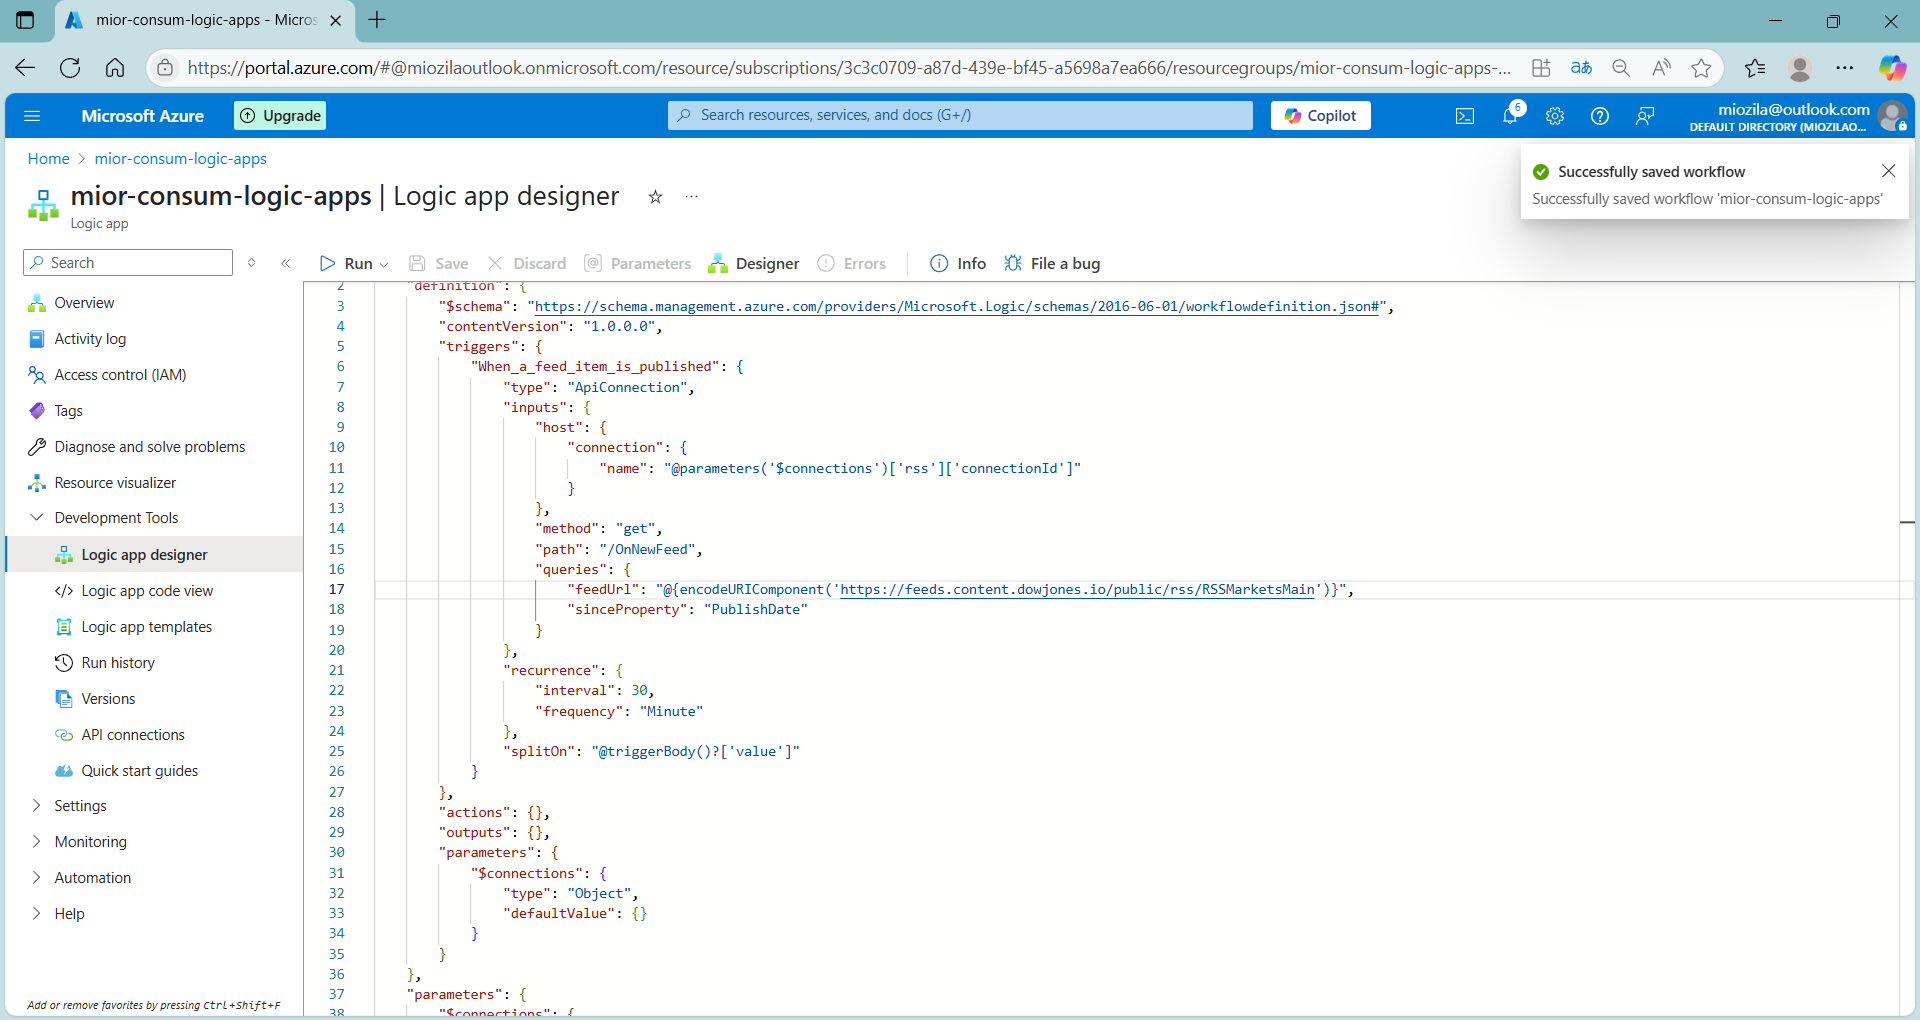 mior-consum-logic-apps - Micros
https://portal.azure.com/#@miozilaoutlook.onmicrosoft.com/resource/subscriptions/3c3c0709-a87d-439e-bf45-a5698a7ea666/resourcegroups/mior-consum-logic-apps-...
Microsoft Azure
Upgrade
Search resources, services, and docs (G+/)
Copilot
6
miozila@outlook.com
DEFAULT DIRECTORY (MIOZILAO...
Home > mior-consum-logic-apps
Successfully saved workflow
Successfully saved workflow 'mior-consum-logic-apps'
mior-consum-logic-apps | Logic app designer
Logic app
Search
Run
Save
Discard
Parameters
Designer
Errors
Info
File a bug
Overview
Activity log
Access control (IAM)
Tags
Diagnose and solve problems
Resource visualizer
Development Tools
Logic app designer
Logic app code view
Logic app templates
Run history
Versions
API connections
Quick start guides
Settings
Monitoring
Automation
Help
Add or remove favorites by pressing Ctrl+Shift+F
2 "definition": {
3 "$schema": "https://schema.management.azure.com/providers/Microsoft.Logic/schemas/2016-06-01/workflowdefinition.json#",
4 "contentVersion": "1.0.0.0",
5 "triggers": {
6 "When_a_feed_item_is_published": {
7 "type": "ApiConnection",
8 "inputs": {
9 "host": {
10 "connection": {
11 "name": "@parameters('$connections')['rss']['connectionId']"
12 }
13 },
14 "method": "get",
15 "path": "/OnNewFeed",
16 "queries": {
17 "feedUrl": "@{encodeURIComponent('https://feeds.content.dowjones.io/public/rss/RSSMarketsMain')}",
18 "sinceProperty": "PublishDate"
19 }
20 },
21 "recurrence": {
22 "interval": 30,
23 "frequency": "Minute"
24 },
25 "splitOn": "@triggerBody()?['value']"
26 }
27 },
28 "actions": {},
29 "outputs": {},
30 "parameters": {
31 "$connections": {
32 "type": "Object",
33 "defaultValue": {}
34 }
35 }
36 },
37 "parameters": {
38 "$connections": {